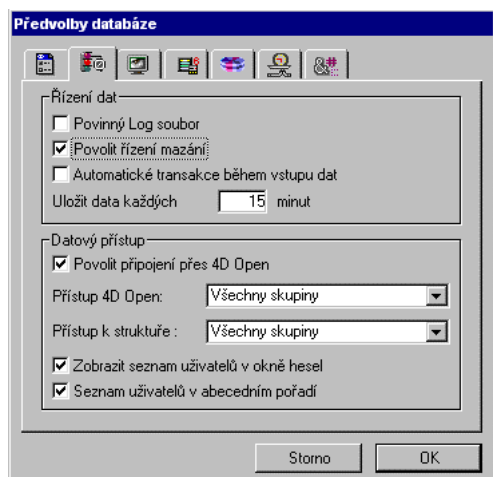 Předvolby databáze
Řízení dat
Povinný Log soubor
Povolit řízení mazání
Automatické transakce během vstupu dat
Uložit data každých 15 minut
Datový přístup
Povolit připojení přes 4D Open
Přístup 4D Open: Všechny skupiny
Přístup k struktuře : Všechny skupiny
Zobrazit seznam uživatelů v okně hesel
Seznam uživatelů v abecedním pořadí
Storno OK